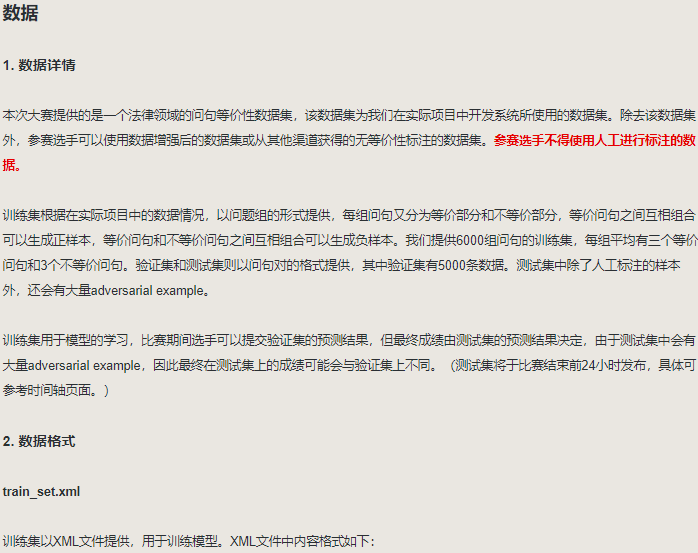 数据
1. 数据详情
本次大赛提供的是一个法律领域的问句等价性数据集，该数据集为我们在实际项目中开发系统所使用的数据集。除去该数据集
外，参赛选手可以使用数据增强后的数据集或从其他渠道获得的无等价性标注的数据集。参赛选手不得使用人工进行标注的数
据。
训练集根据在实际项目中的数据情况，以问题组的形式提供，每组问句又分为等价部分和不等价部分，等价问句之间互相组合
可以生成正样本，等价问句和不等价问句之间互相组合可以生成负样本。我们提供6000组问句的训练集，每组平均有三个等价
问句和3个不等价问句。验证集和测试集则以问句对的格式提供，其中验证集有5000条数据。测试集中除了人工标注的样本
外，还会有大量adversarial example。
训练集用于模型的学习，比赛期间选手可以提交验证集的预测结果，但最终成绩由测试集的预测结果决定，由于测试集中会有
大量adversarial example，因此最终在测试集上的成绩可能会与验证集上不同。（测试集将于比赛结束前24小时发布，具体可
参考时间轴页面。）
2. 数据格式
train_set.xml
训练集以XML文件提供，用于训练模型。XML文件中内容格式如下：